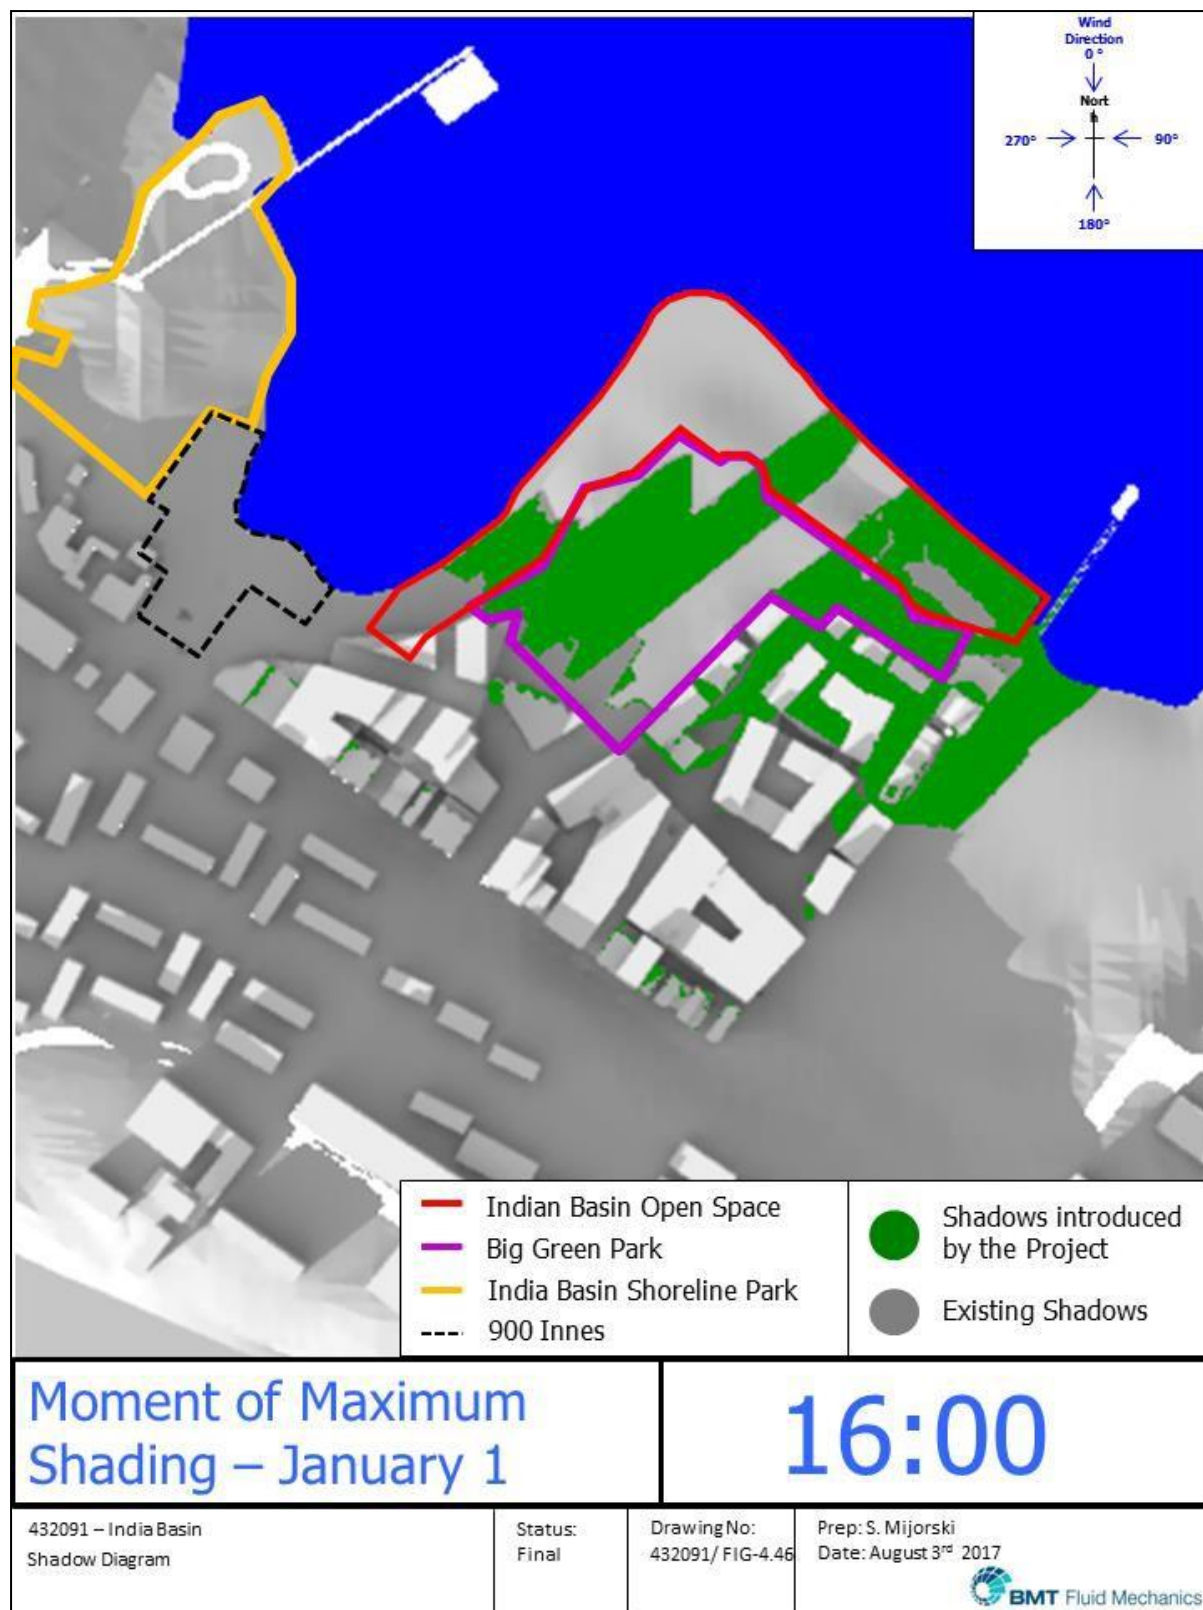 Wind
Direction
0 °
Nort
h
270°
90°
180°
Indian Basin Open Space
Big Green Park
India Basin Shoreline Park
900 Innes
Shadows introduced
by the Project
Existing Shadows
Moment of Maximum
Shading – January 1
16:00
432091 – India Basin
Shadow Diagram
Status:
Final
Drawing No:
432091/ FIG-4.46
Prep: S. Mijorski
Date: August 3rd 2017
BMT Fluid Mechanics